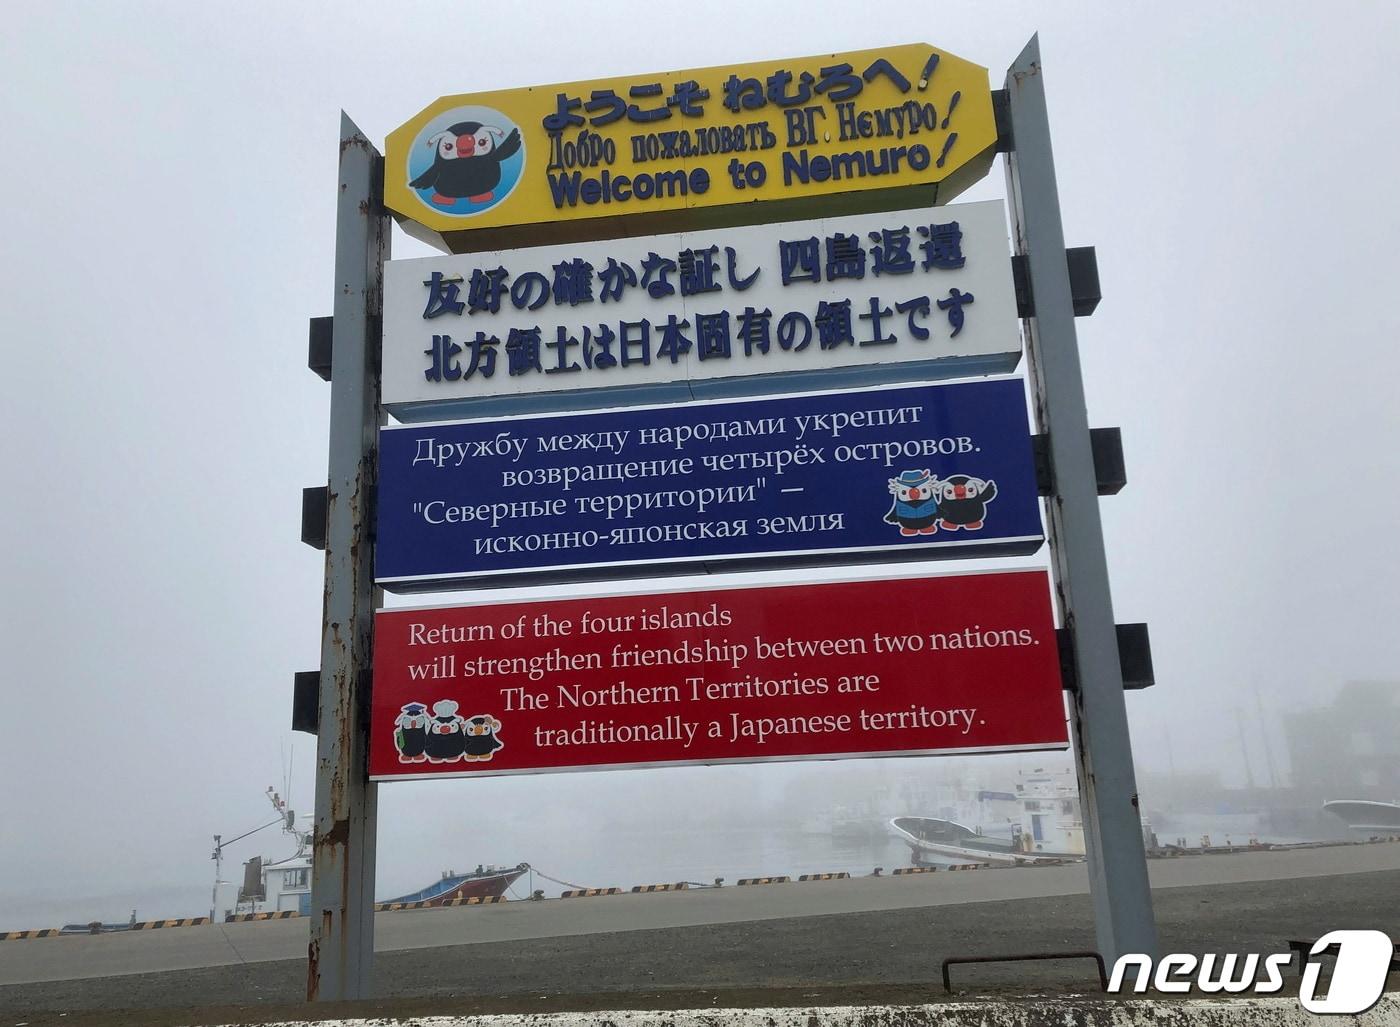 ようこそ ねむろへ!
Добро пожаловать ВГ. Немуро!
Welcome to Nemuro!
友好の確かな証し 四島返還
北方領土は日本固有の領土です
Дружбу между народами укрепит
возвращение четырёх островов.
"Северные территории" —
исконно-японская земля
Return of the four islands
will strengthen friendship between two nations.
The Northern Territories are
traditionally a Japanese territory.
news1